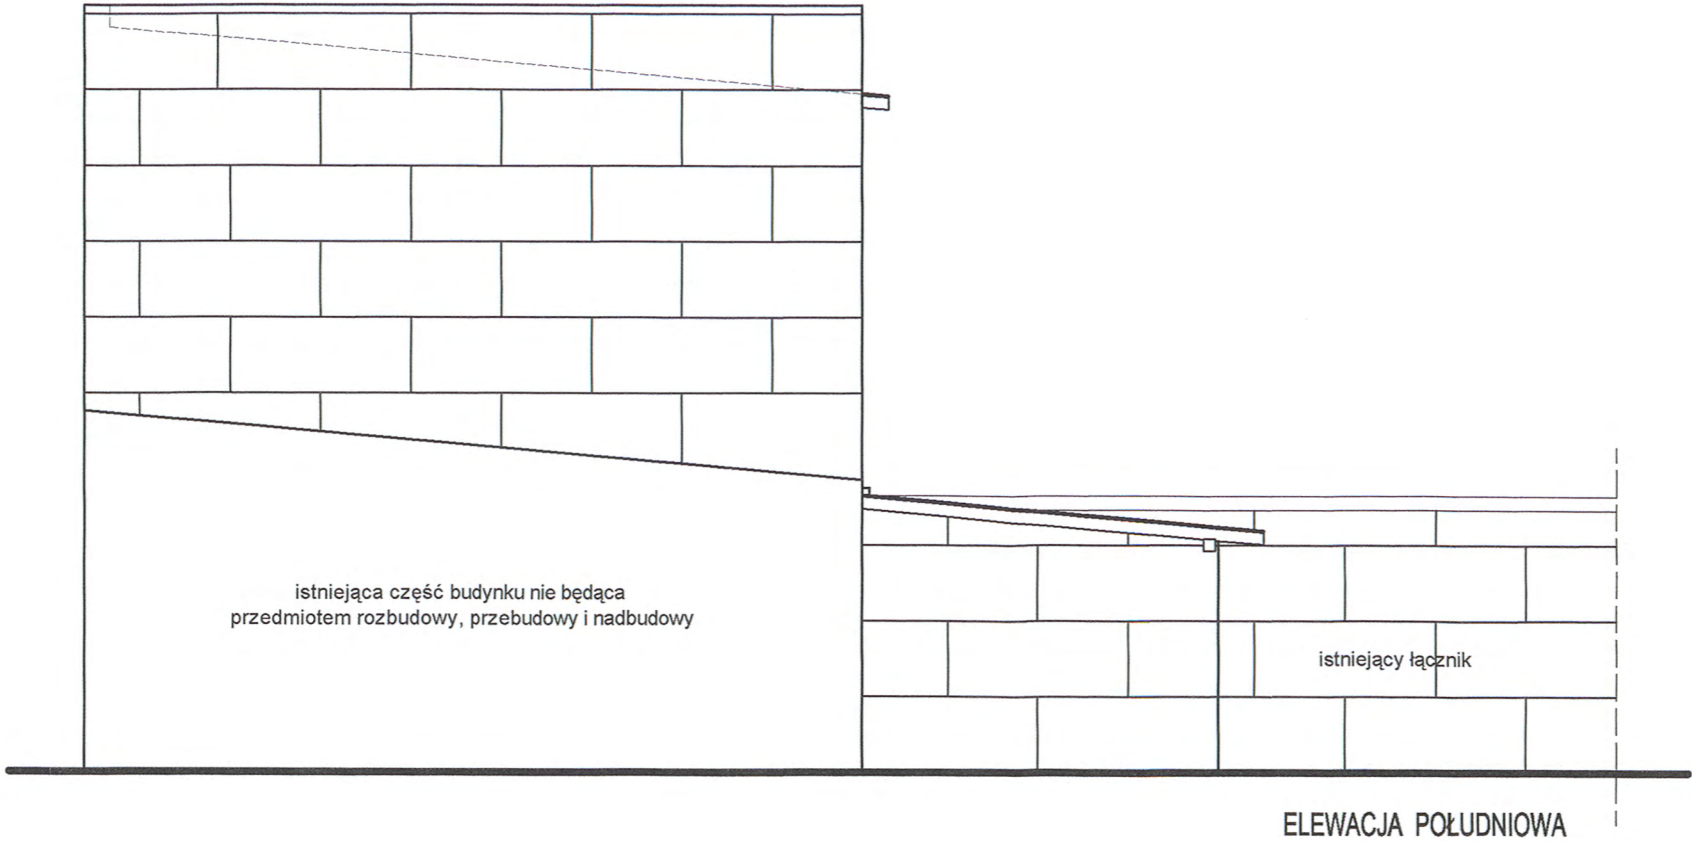 istniejąca część budynku nie będąca
przedmiotem rozbudowy, przebudowy i nadbudowy
istniejący łącznik
ELEWACJA POŁUDNIOWA